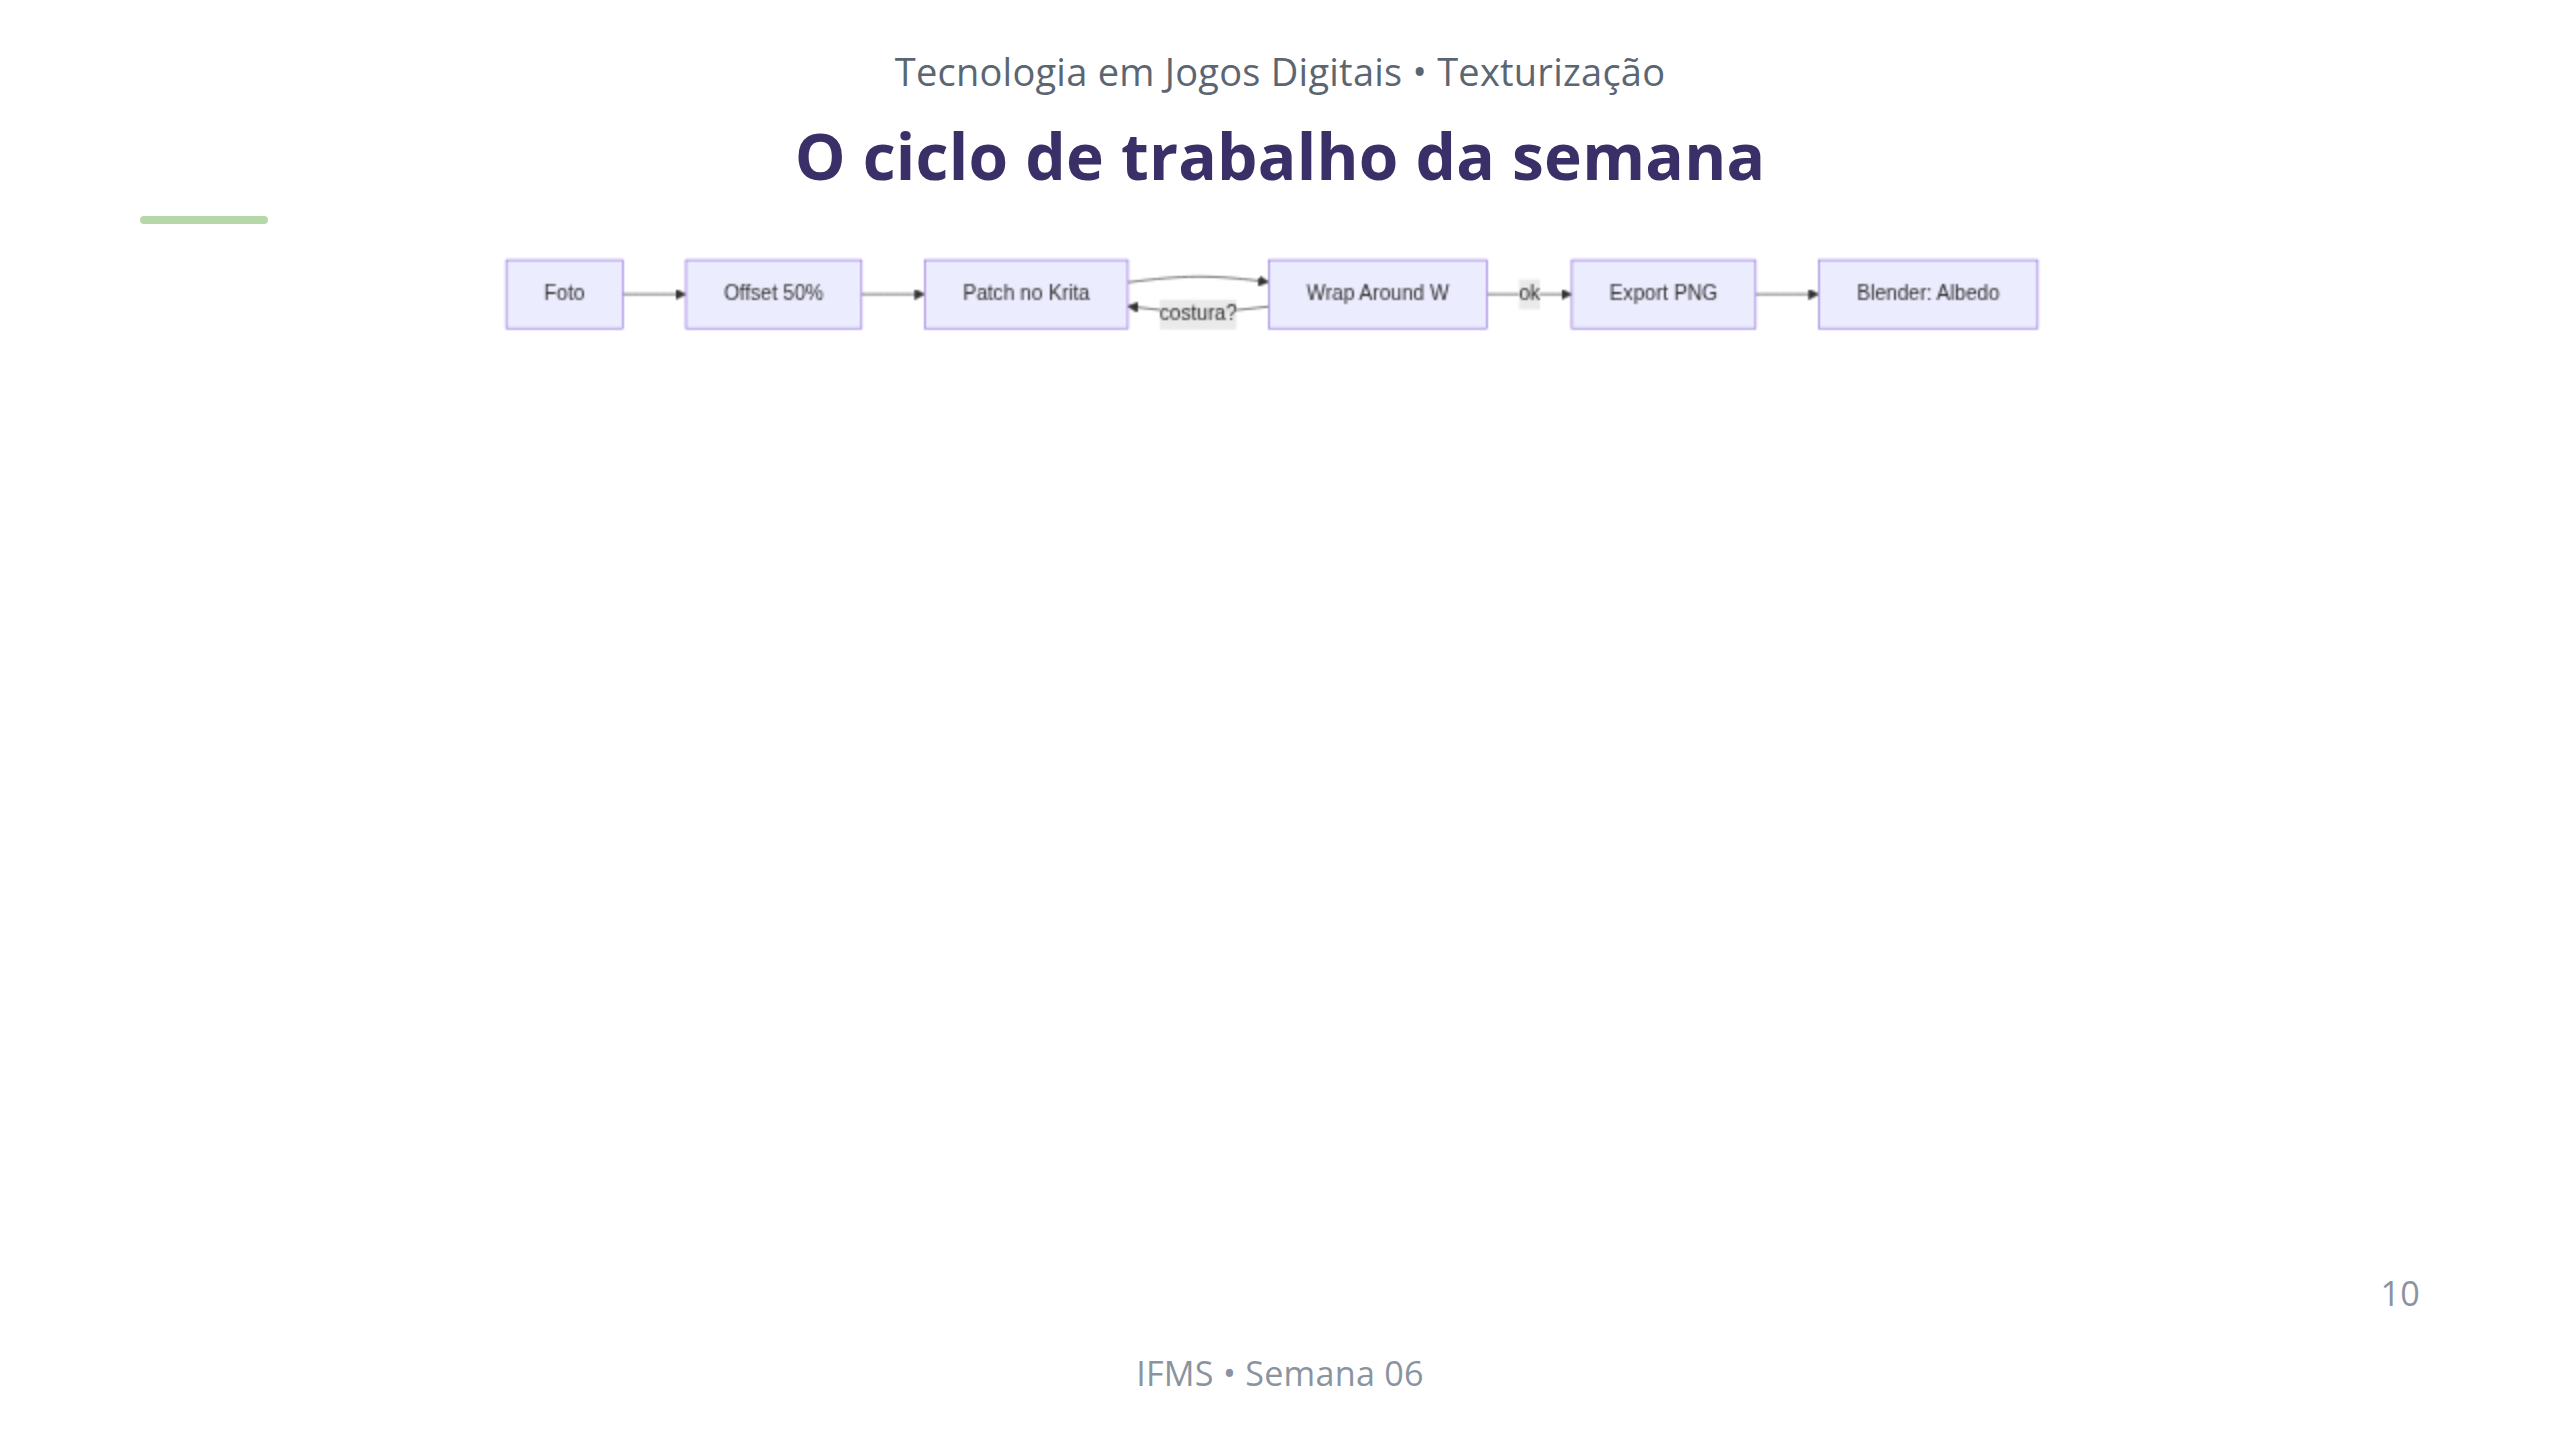 Tecnologia em Jogos Digitais • Texturização
O ciclo de trabalho da semana
Foto
Offset 50%
Patch no Krita
costura?
Wrap Around W
ok
Export PNG
Blender: Albedo
10
IFMS • Semana 06